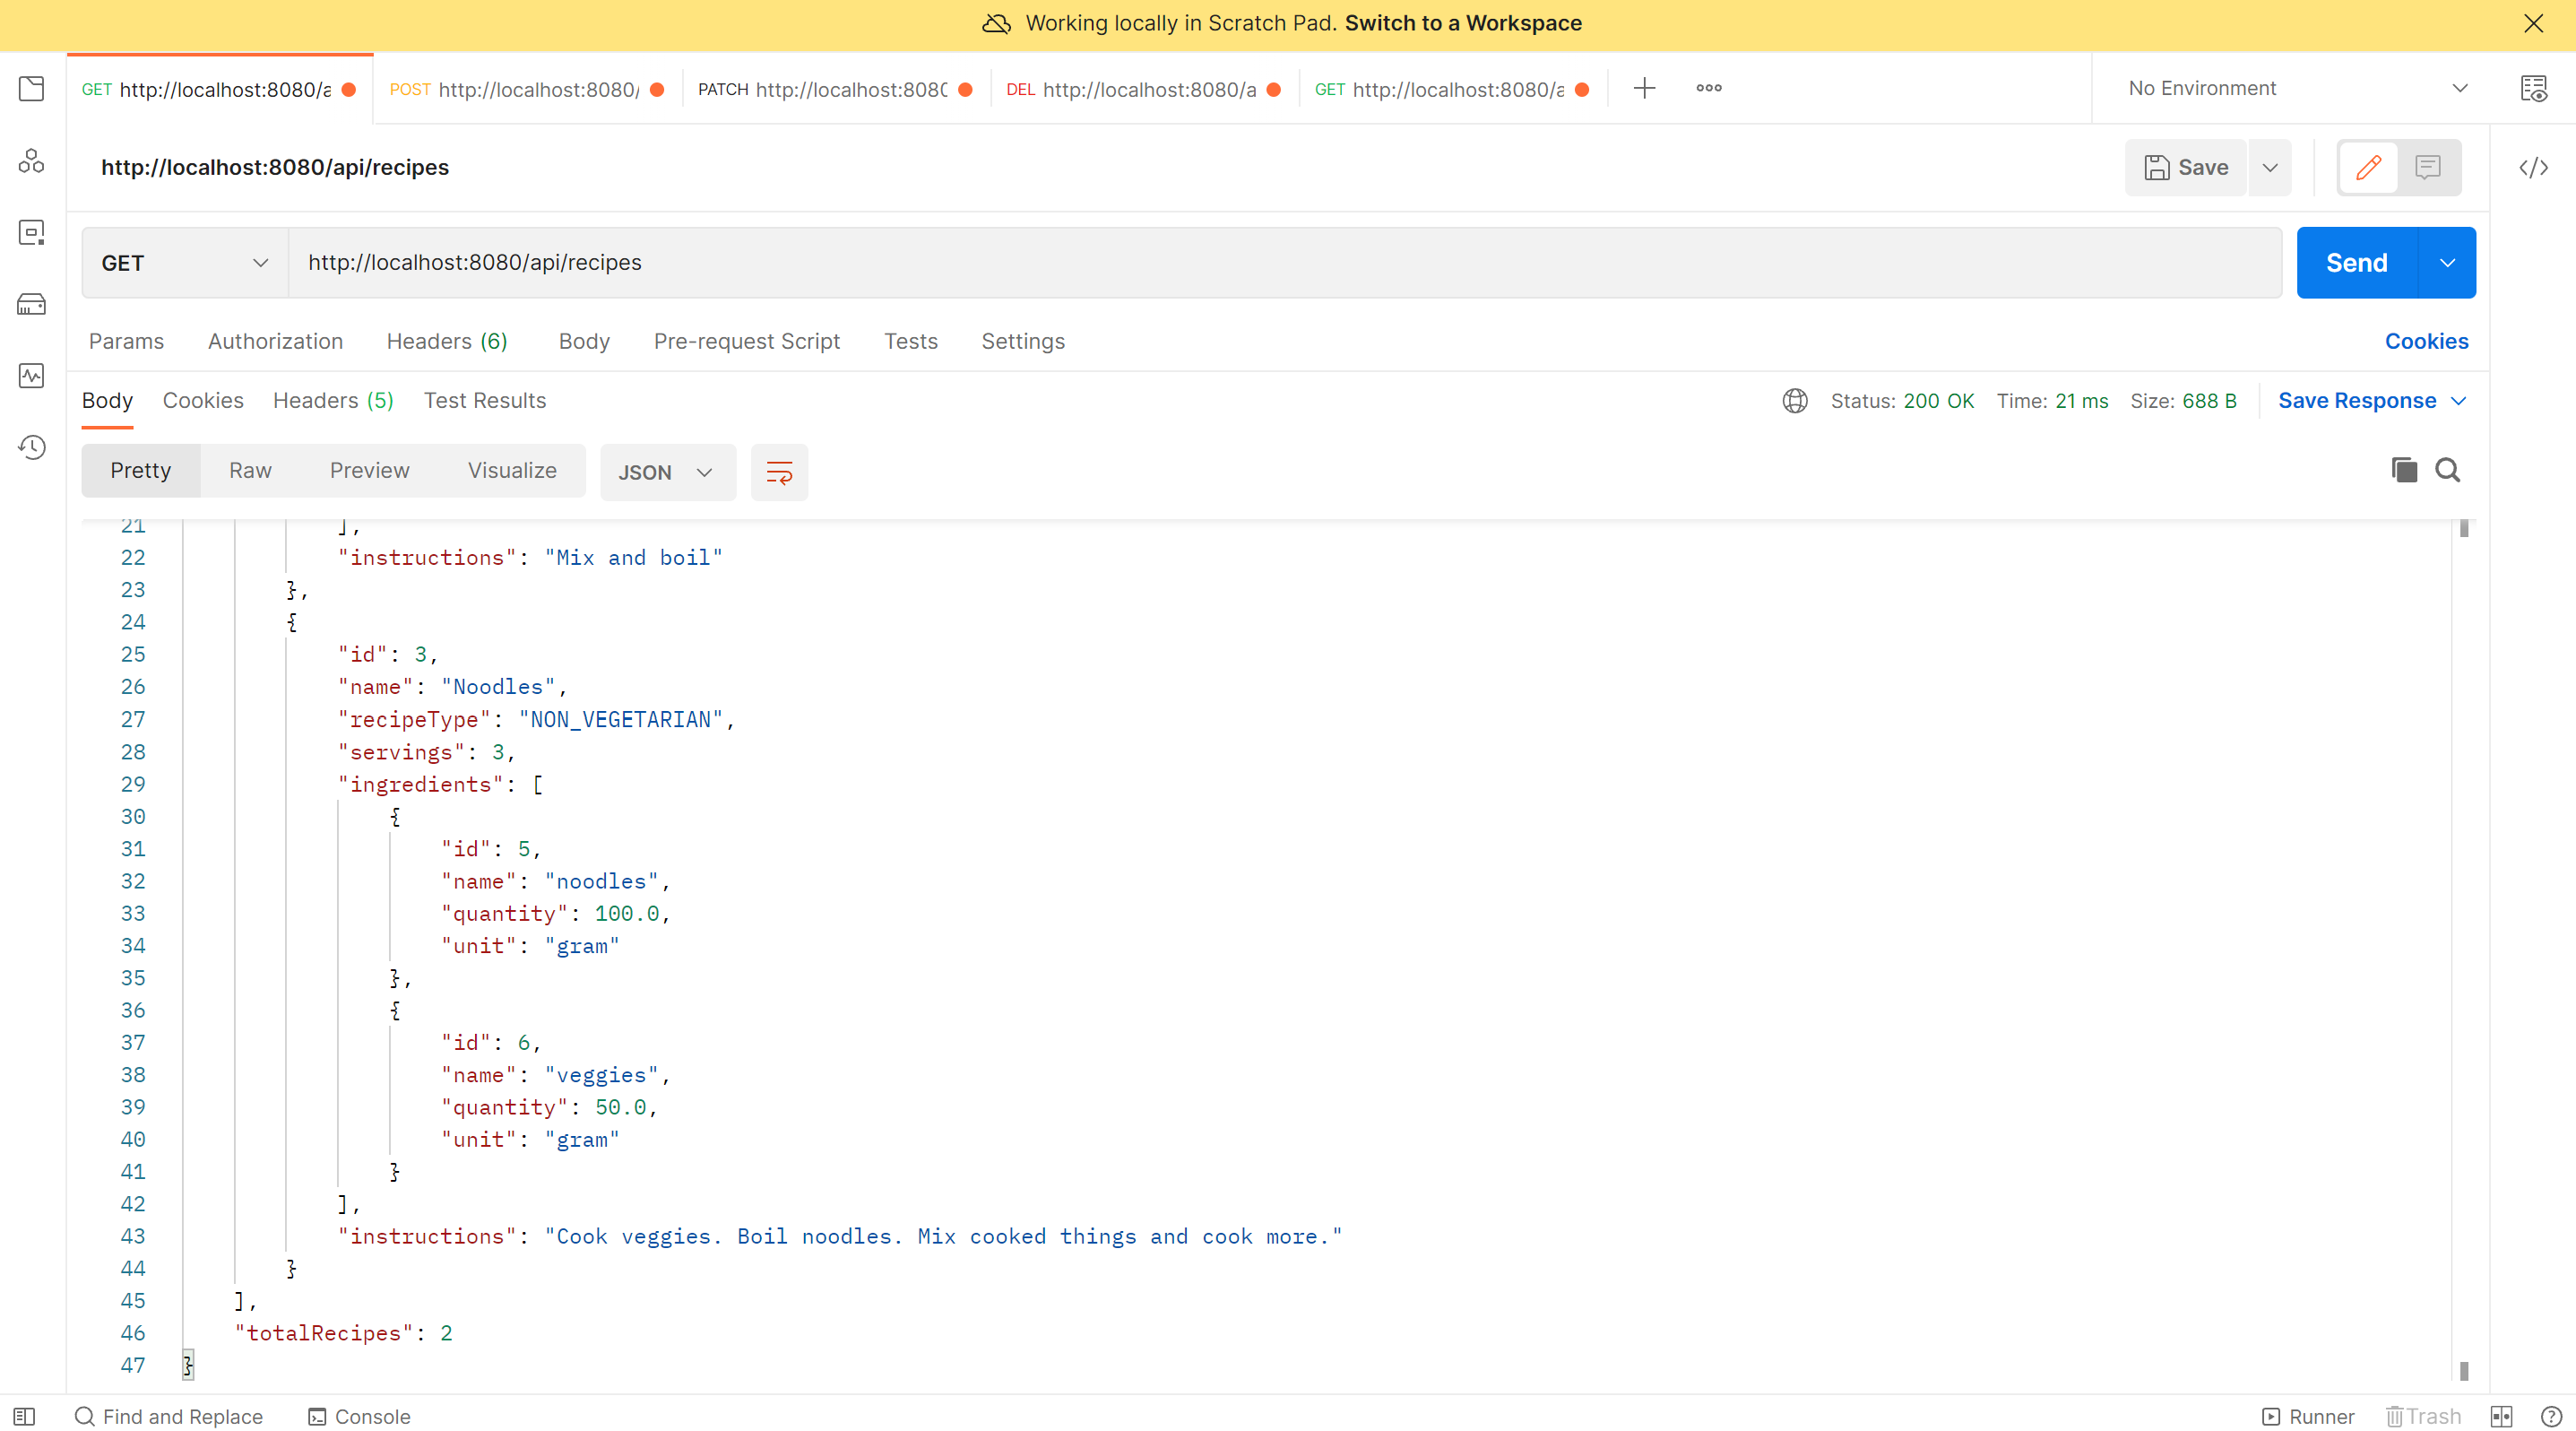 Working locally in Scratch Pad. Switch to a Workspace
GET http://localhost:8080/a POST http://localhost:8080/ PATCH http://localhost:808 DEL http://localhost:8080/a GET http://localhost:8080/a No Environment
http://localhost:8080/api/recipes Save
GET http://localhost:8080/api/recipes Send
Params Authorization Headers (6) Body Pre-request Script Tests Settings Cookies
Body Cookies Headers (5) Test Results Status: 200 OK Time: 21 ms Size: 688 B Save Response
Pretty Raw Preview Visualize JSON
21 ],
22 "instructions": "Mix and boil"
23 },
24 {
25 "id": 3,
26 "name": "Noodles",
27 "recipeType": "NON_VEGETARIAN",
28 "servings": 3,
29 "ingredients": [
30 {
31 "id": 5,
32 "name": "noodles",
33 "quantity": 100.0,
34 "unit": "gram"
35 },
36 {
37 "id": 6,
38 "name": "veggies",
39 "quantity": 50.0,
40 "unit": "gram"
41 }
42 ],
43 "instructions": "Cook veggies. Boil noodles. Mix cooked things and cook more."
44 }
45 ],
46 "totalRecipes": 2
47 }
Find and Replace Console Runner Trash